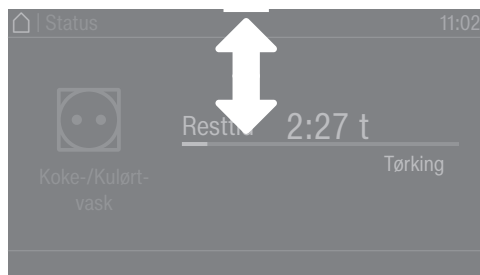 | Status
11:02
2:27 t
Tørking
Koke-/Kulørt-
vask